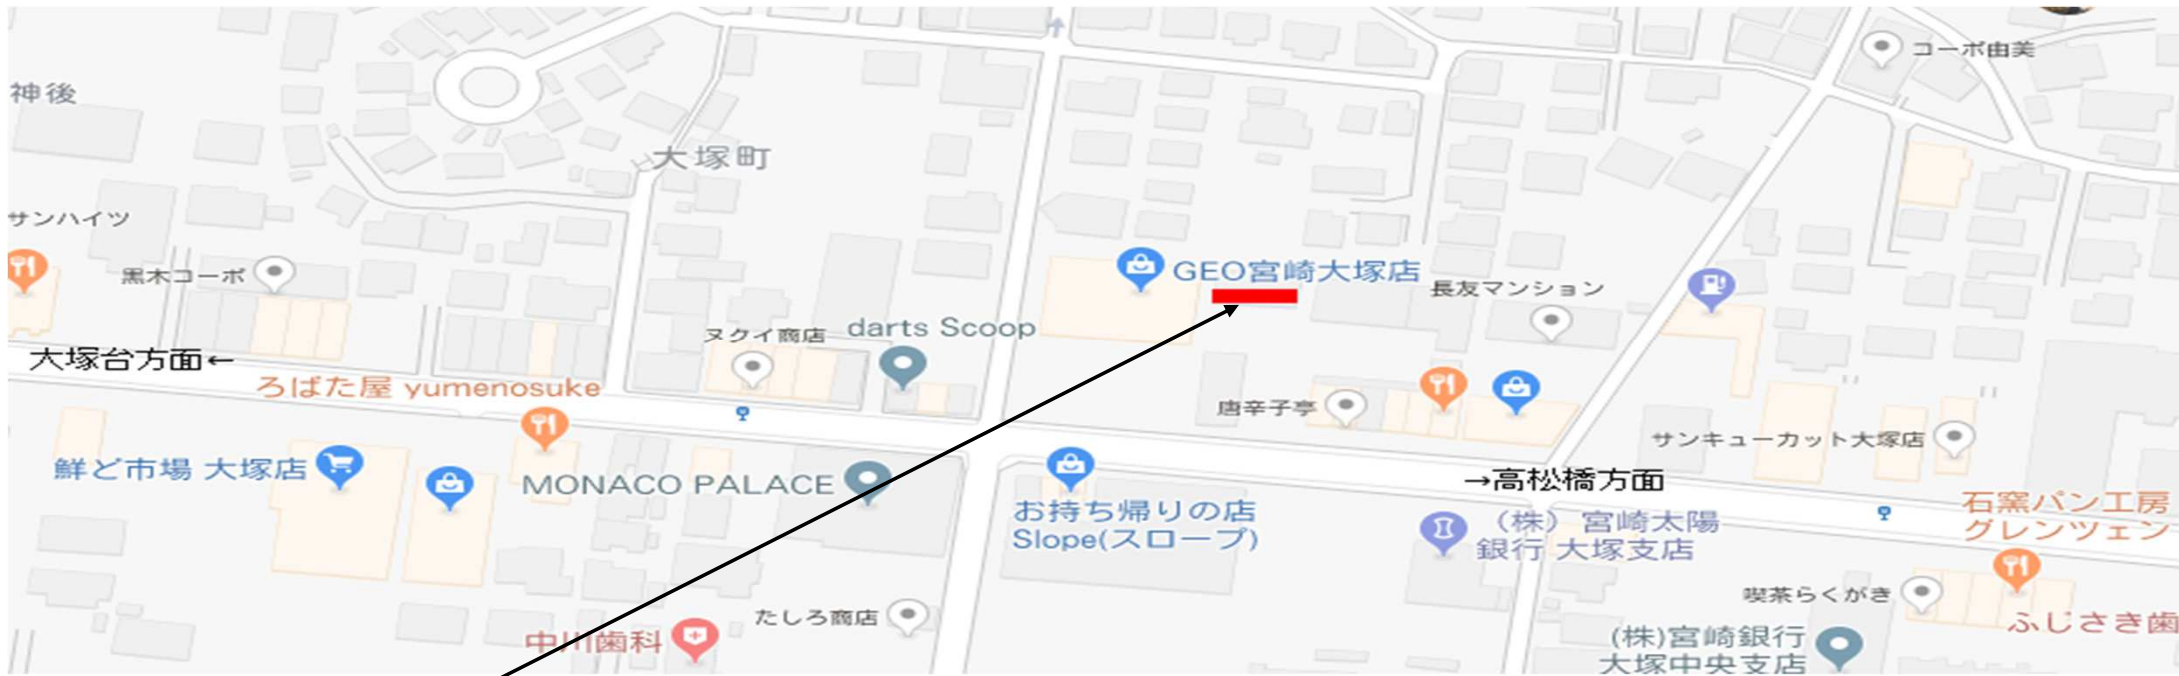 コーポ由美
神後
大塚町
サンハイツ
黒木コーポ
GEO宮崎大塚店
長友マンション
ヌクイ商店
darts Scoop
大塚台方面←
ろばた屋 yumenosuke
唐辛子亭
サンキューカット大塚店
鮮ど市場 大塚店
MONACO PALACE
→高松橋方面
お持ち帰りの店
Slope(スロープ)
（株）宮崎太陽
銀行 大塚支店
石窯パン工房
グレンツェン
喫茶らくがき
たしろ商店
中川歯科
ふじさき歯
(株)宮崎銀行
大塚中央支店